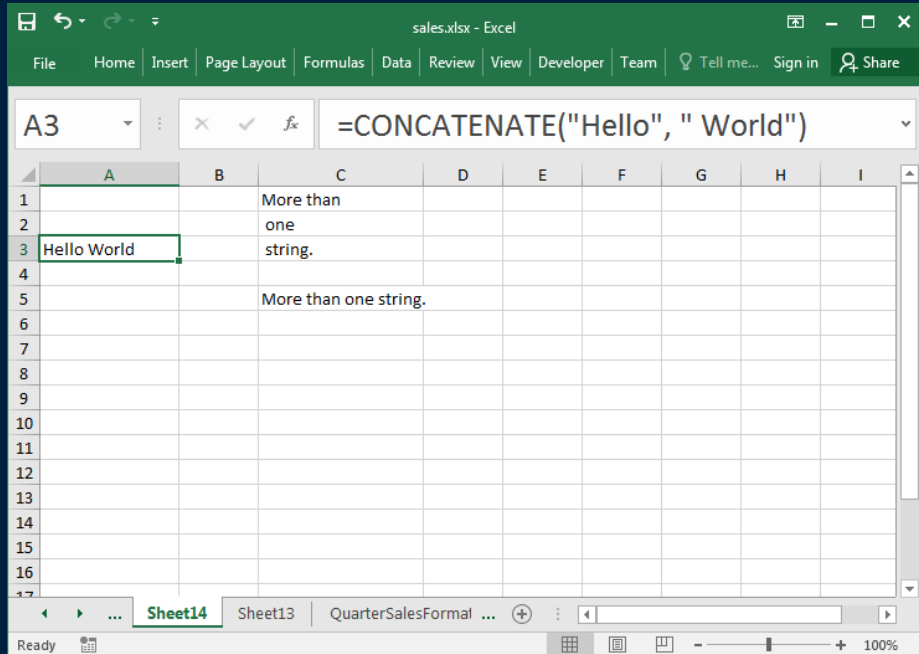 sales.xlsx - Excel
File Home Insert Page Layout Formulas Data Review View Developer Team Tell me... Sign in Share
A3 fx =CONCATENATE("Hello", " World")
A B C D E F G H I
1 More than
2 one
3 Hello World string.
4
5 More than one string.
6
7
8
9
10
11
12
13
14
15
16
17
... Sheet14 Sheet13 QuarterSalesFormat ...
Ready 100%